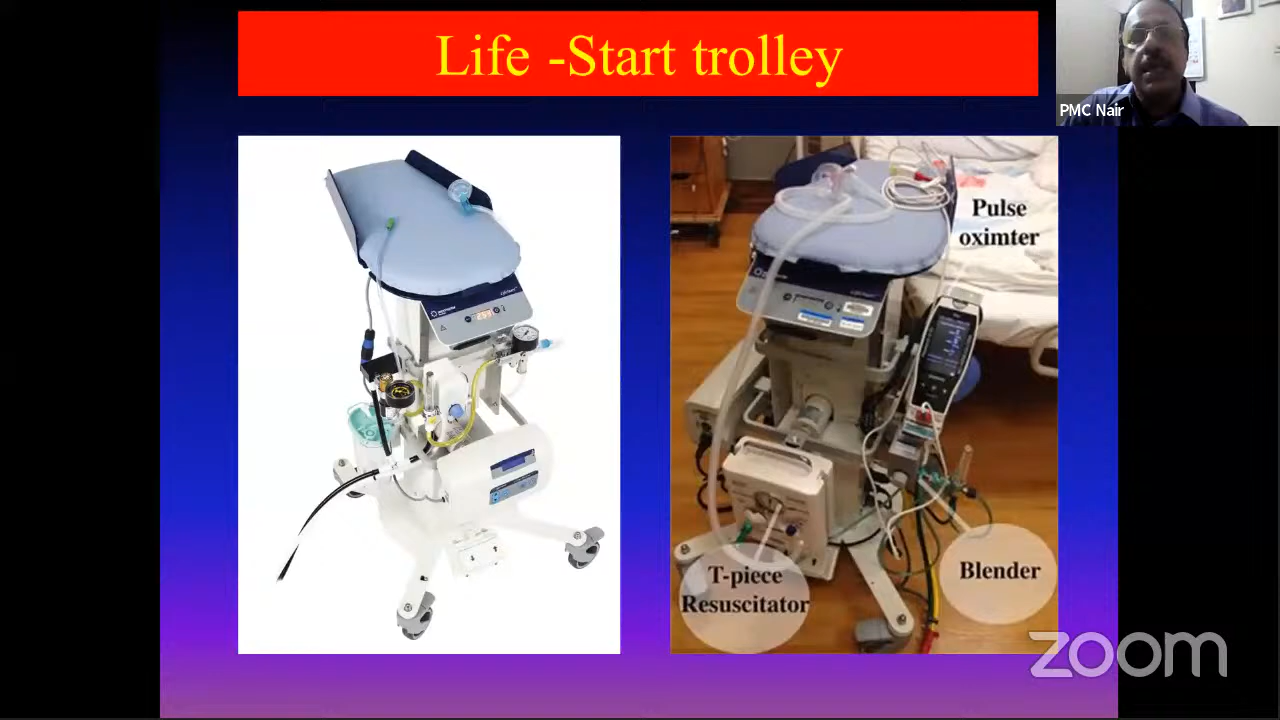 Life -Start trolley
PMC Nair
Pulse
oximter
T-piece
Resuscitator
Blender
zoom